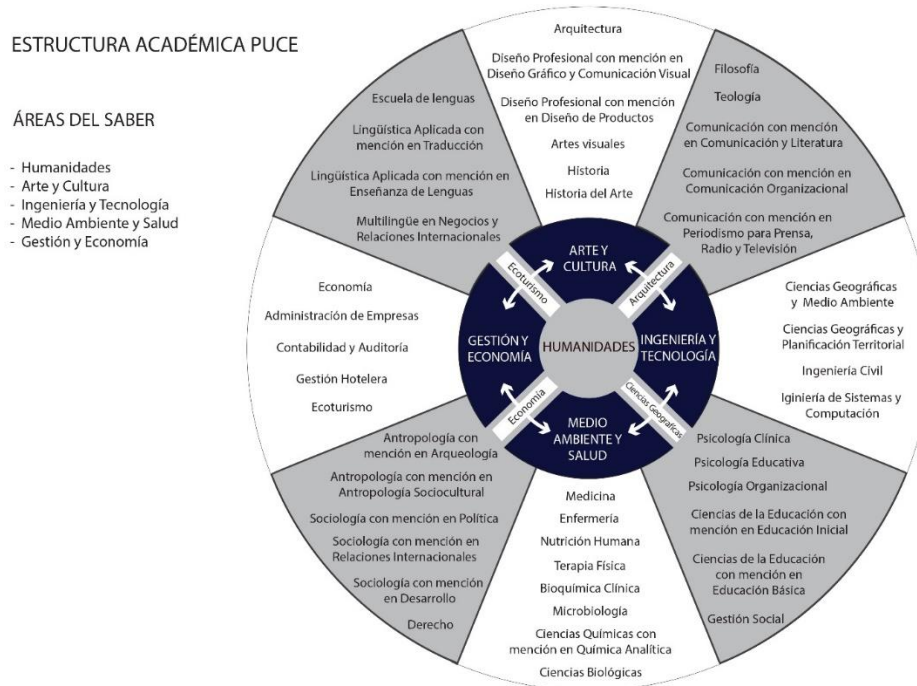 ESTRUCTURA ACADÉMICA PUCE
ÁREAS DEL SABER
- Humanidades
- Arte y Cultura
- Ingeniería y Tecnología
- Medio Ambiente y Salud
- Gestión y Economía
Arquitectura
Diseño Profesional con mención en
Diseño Gráfico y Comunicación Visual
Diseño Profesional con mención
en Diseño de Productos
Artes visuales
Historia
Historia del Arte
Filosofía
Teología
Comunicación con mención
en Comunicación y Literatura
Comunicación con mención en
Comunicación Organizacional
Comunicación con mención en
Periodismo para Prensa,
Radio y Televisión
Ciencias Geográficas
y Medio Ambiente
Ciencias Geográficas y
Planificación Territorial
Ingeniería Civil
Iginiería de Sistemas y
Computación
Psicología Clínica
Psicología Educativa
Psicología Organizacional
Ciencias de la Educación con
mención en Educación Inicial
Ciencias de la Educación
con mención en
Educación Básica
Gestión Social
Medicina
Enfermería
Nutrición Humana
Terapia Física
Bioquímica Clínica
Microbiología
Ciencias Químicas con
mención en Química Analítica
Ciencias Biológicas
Antropología con
mención en Arqueología
Antropología con mención en
Antropología Sociocultural
Sociología con mención en Política
Sociología con mención en
Relaciones Internacionales
Sociología con mención
en Desarrollo
Derecho
Economía
Administración de Empresas
Contabilidad y Auditoría
Gestión Hotelera
Ecoturismo
Escuela de lenguas
Língüística Aplicada con
mención en Traducción
Lingüística Aplicada con mención en
Enseñanza de Lenguas
Multilingüe en Negocios y
Relaciones Internacionales
ARTE Y
CULTURA
Ecoturismo
Arquitectura
GESTIÓN Y
ECONOMÍA
HUMANIDADES
INGENIERÍA Y
TECNOLOGÍA
Economía
Ciencias Geográficas
MEDIO
AMBIENTE Y
SALUD